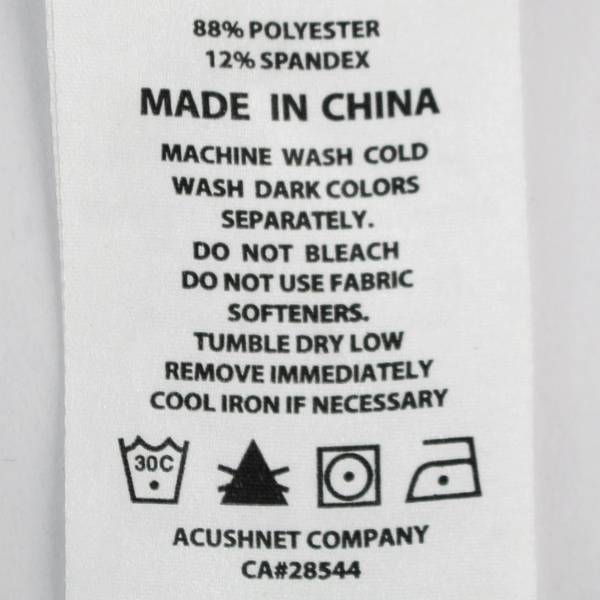 88% POLYESTER
12% SPANDEX
MADE IN CHINA
MACHINE WASH COLD
WASH DARK COLORS
SEPARATELY.
DO NOT BLEACH
DO NOT USE FABRIC
SOFTENERS.
TUMBLE DRY LOW
REMOVE IMMEDIATELY
COOL IRON IF NECESSARY
30C
ACUSHNET COMPANY
CA#28544